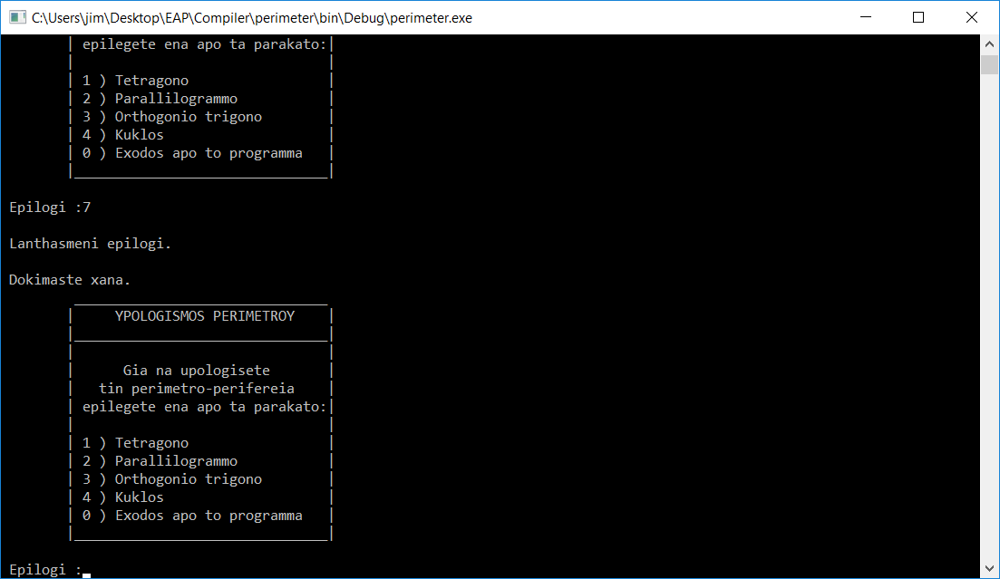 C:\Users\jim\Desktop\EAP\Compiler\perimeter\bin\Debug\perimeter.exe
| epilegete ena apo ta parakato:|
| |
| 1 ) Tetragono |
| 2 ) Parallilogrammo |
| 3 ) Orthogonio trigono |
| 4 ) Kuklos |
| 0 ) Exodos apo to programma |
|_______________________________|
Epilogi :7
Lanthasmeni epilogi.
Dokimaste xana.
_______________________________
| YPOLOGISMOS PERIMETROY |
|_______________________________|
| |
| Gia na upologisete |
| tin perimetro-perifereia |
| epilegete ena apo ta parakato:|
| |
| 1 ) Tetragono |
| 2 ) Parallilogrammo |
| 3 ) Orthogonio trigono |
| 4 ) Kuklos |
| 0 ) Exodos apo to programma |
|_______________________________|
Epilogi :_